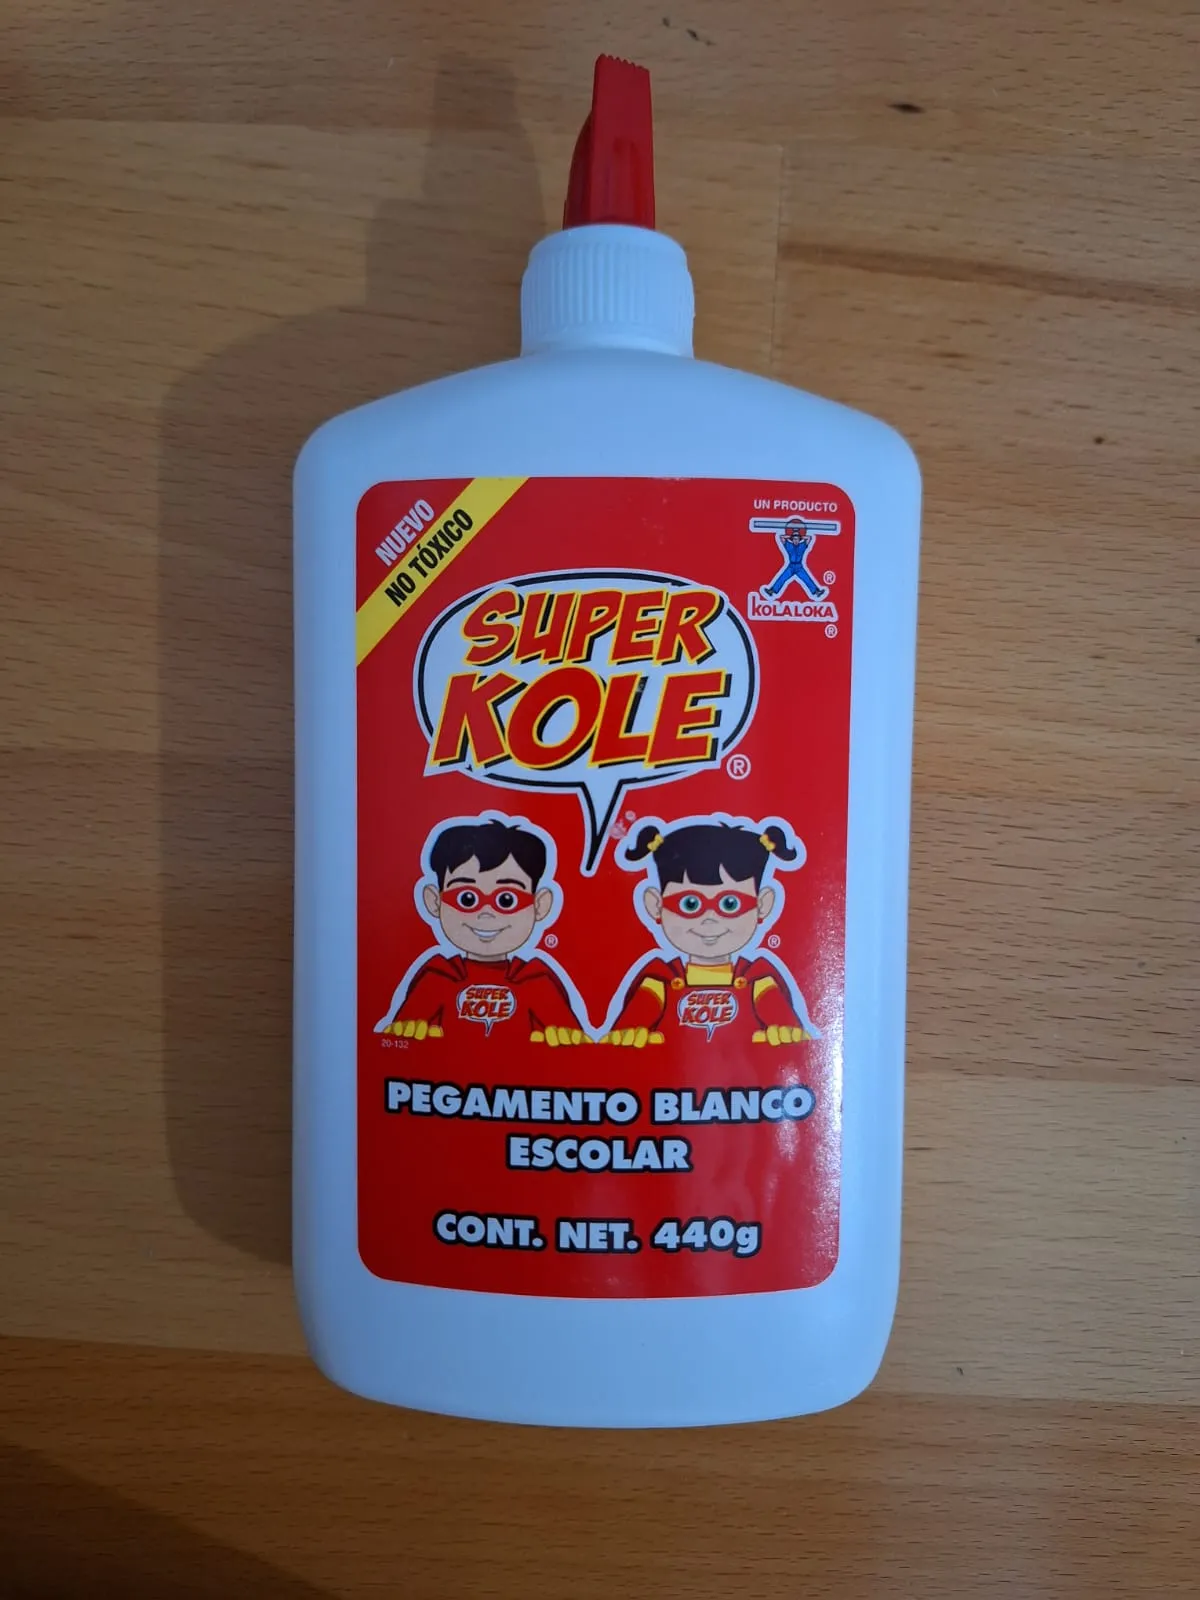 NUEVO
NO TÓXICO
UN PRODUCTO
®
KOLALOKA
®
SUPER
KOLE
®
®
®
SUPER
KOLE
SUPER
KOLE
20-132
PEGAMENTO BLANCO
ESCOLAR
CONT. NET. 440g